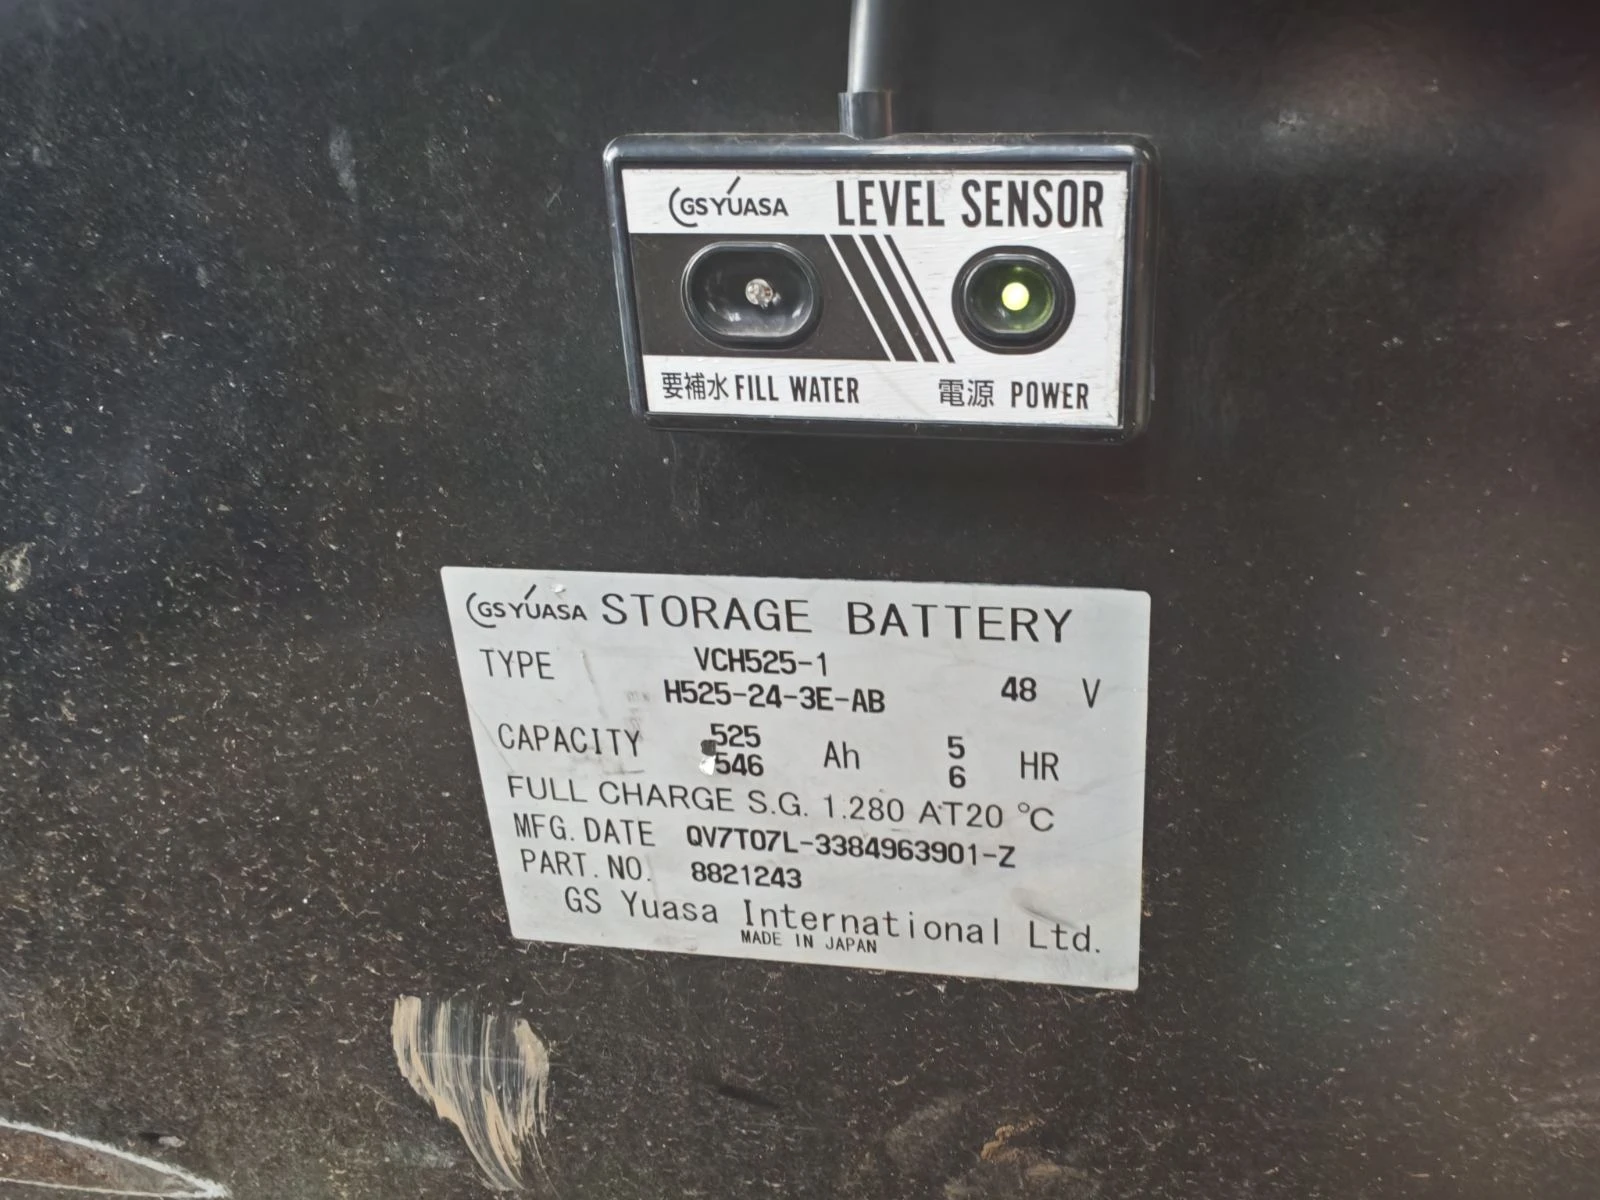 GS YUASA LEVEL SENSOR
要補水 FILL WATER 電源 POWER
GS YUASA STORAGE BATTERY
TYPE VCH525-1
H525-24-3E-AB 48 V
CAPACITY 525 Ah 5 HR
546 6
FULL CHARGE S.G. 1.280 AT 20 ℃
MFG. DATE QV7T07L-3384963901-Z
PART. NO. 8821243
GS Yuasa International Ltd.
MADE IN JAPAN